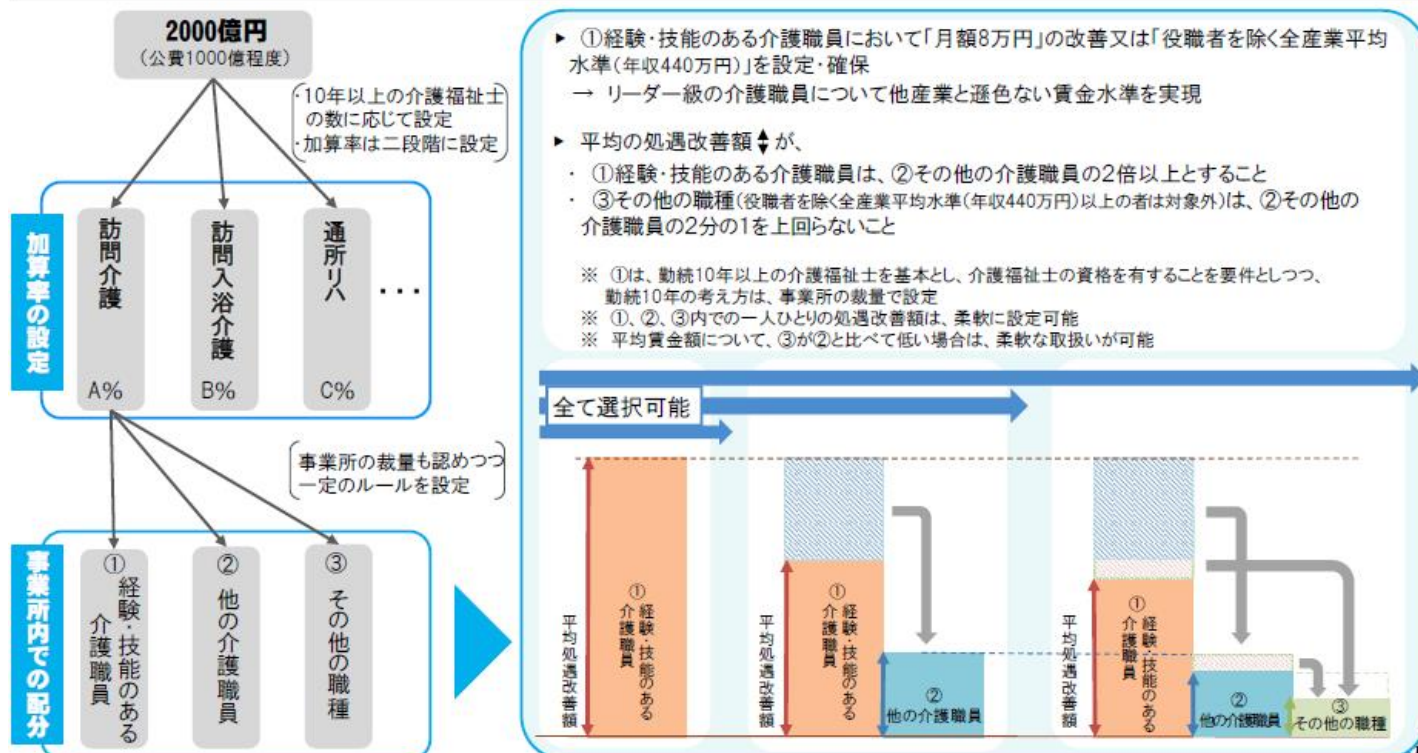 2000億円
(公費1000億程度)
・10年以上の介護福祉士
の数に応じて設定
・加算率は二段階に設定
加算率の設定
訪問介護
A%
訪問入浴介護
B%
通所リハ
C%
・・・
事業所の裁量も認めつつ
一定のルールを設定
事業所内での配分
①
経験・技能のある
介護職員
②
他の介護職員
③
その他の職種
▶ ①経験・技能のある介護職員において「月額8万円」の改善又は「役職者を除く全産業平均
水準(年収440万円)」を設定・確保
→ リーダー級の介護職員について他産業と遜色ない賃金水準を実現
▶ 平均の処遇改善額 が、
・ ①経験・技能のある介護職員は、②その他の介護職員の2倍以上とすること
・ ③その他の職種(役職者を除く全産業平均水準(年収440万円)以上の者は対象外)は、②その他の
介護職員の2分の1を上回らないこと
※ ①は、勤続10年以上の介護福祉士を基本とし、介護福祉士の資格を有することを要件としつつ、
勤続10年の考え方は、事業所の裁量で設定
※ ①、②、③内での一人ひとりの処遇改善額は、柔軟に設定可能
※ 平均賃金額について、③が②と比べて低い場合は、柔軟な取扱いが可能
全て選択可能
平均処遇改善額
①
経験・技能のある
介護職員
平均処遇改善額
①
経験・技能のある
介護職員
②
他の介護職員
平均処遇改善額
①
経験・技能のある
介護職員
②
他の介護職員
③
その他の職種